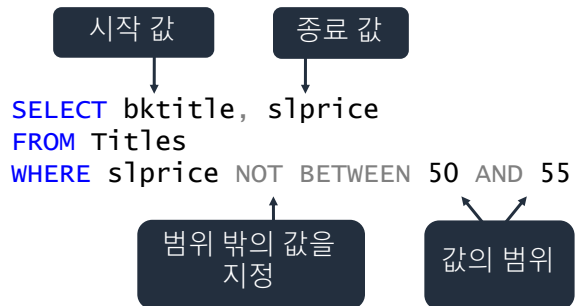 시작 값
종료 값
SELECT bktitle, slprice
FROM Titles
WHERE slprice NOT BETWEEN 50 AND 55
범위 밖의 값을
지정
값의 범위